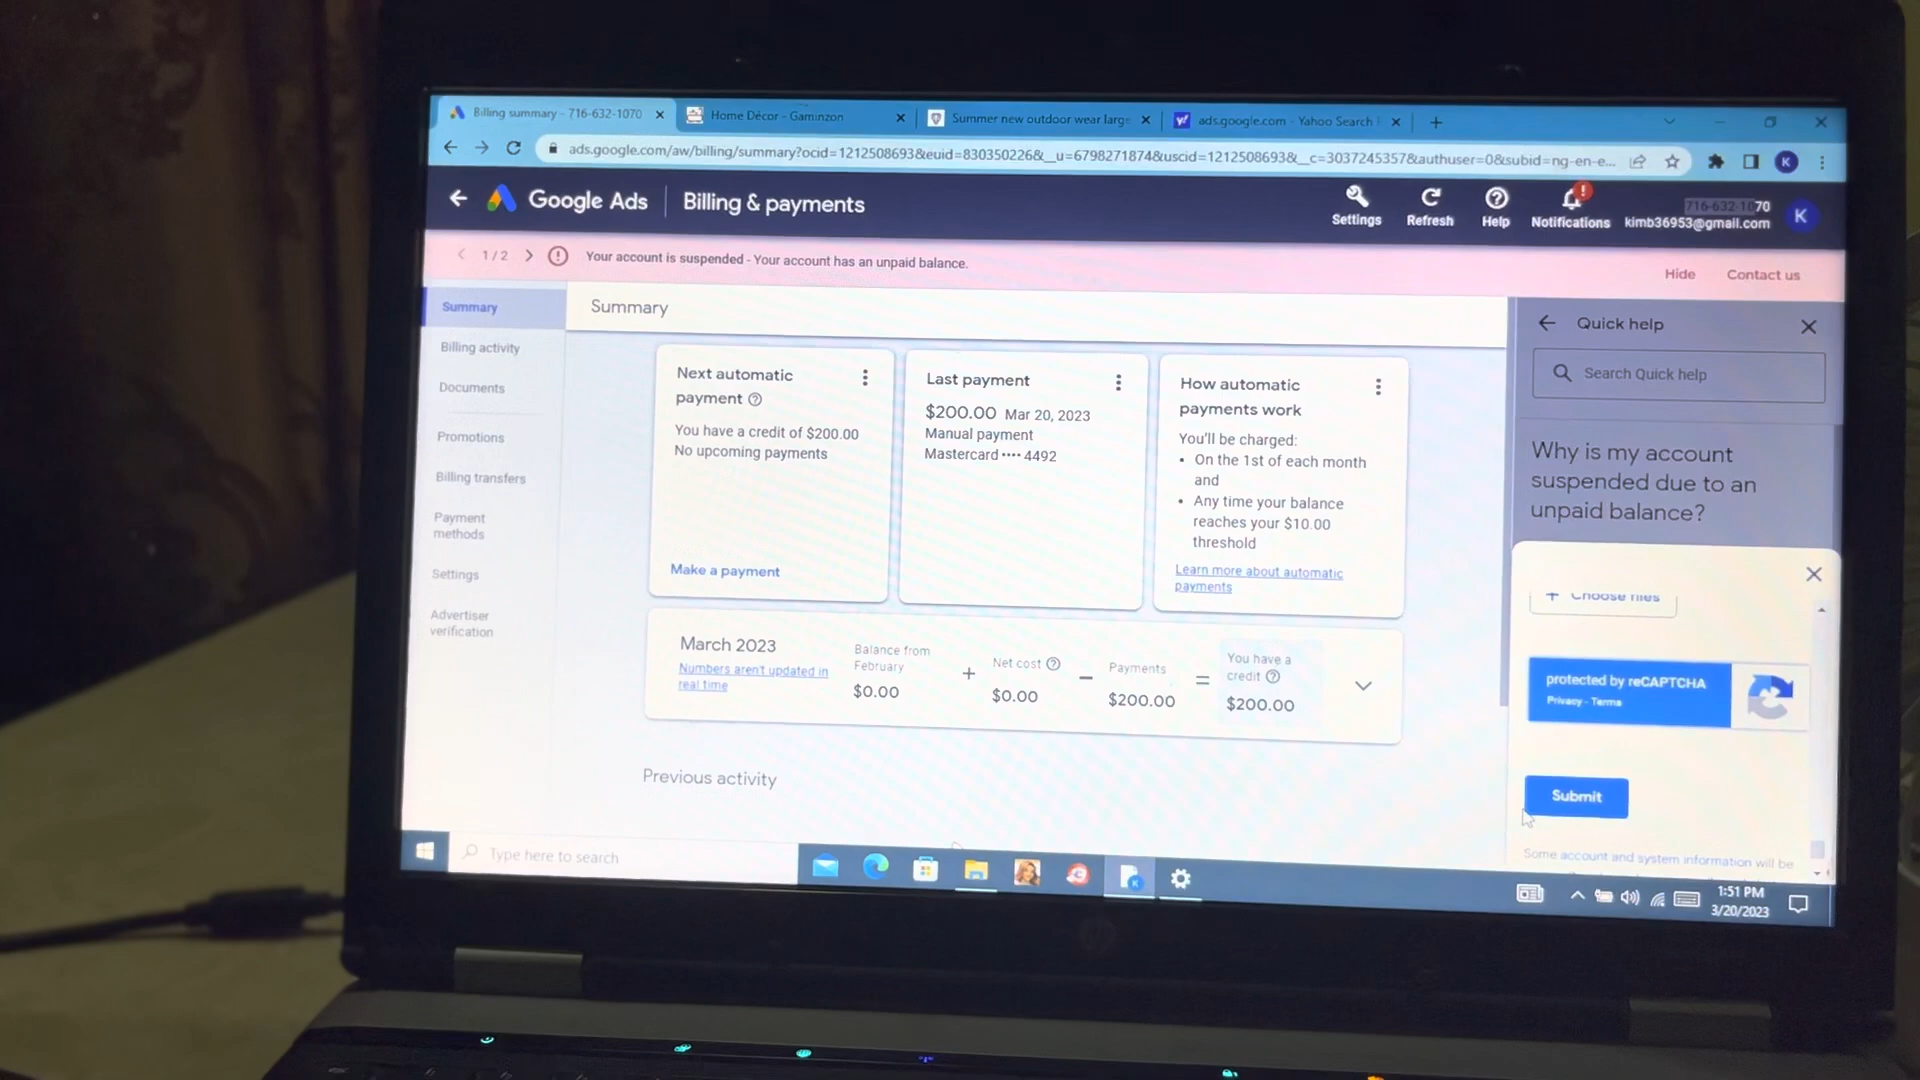 Billing summary - 716-632-1070
Home Décor - Gaminzon
Summer new outdoor wear large
ads.google.com - Yahoo Search
ads.google.com/aw/billing/summary?ocid=1212508693&euid=830350226&__u=6798271874&uscid=1212508693&__c=3037245357&authuser=0&subid=ng-en-e...
K
Google Ads
Billing & payments
Settings
Refresh
Help
Notifications
716-632-1070
kimb36953@gmail.com
K
1 / 2
Your account is suspended - Your account has an unpaid balance.
Hide
Contact us
Summary
Billing activity
Documents
Promotions
Billing transfers
Payment
methods
Settings
Advertiser
verification
Summary
Next automatic
payment
You have a credit of $200.00
No upcoming payments
Make a payment
Last payment
$200.00 Mar 20, 2023
Manual payment
Mastercard •••• 4492
How automatic
payments work
You'll be charged:
• On the 1st of each month
and
• Any time your balance
reaches your $10.00
threshold
Learn more about automatic
payments
March 2023
Numbers aren't updated in
real time
Balance from
February
$0.00
+
Net cost
$0.00
−
Payments
$200.00
=
You have a
credit
$200.00
Previous activity
Quick help
Search Quick help
Why is my account
suspended due to an
unpaid balance?
+ Choose files
protected by reCAPTCHA
Privacy - Terms
Submit
Some account and system information will be
Type here to search
1:51 PM
3/20/2023